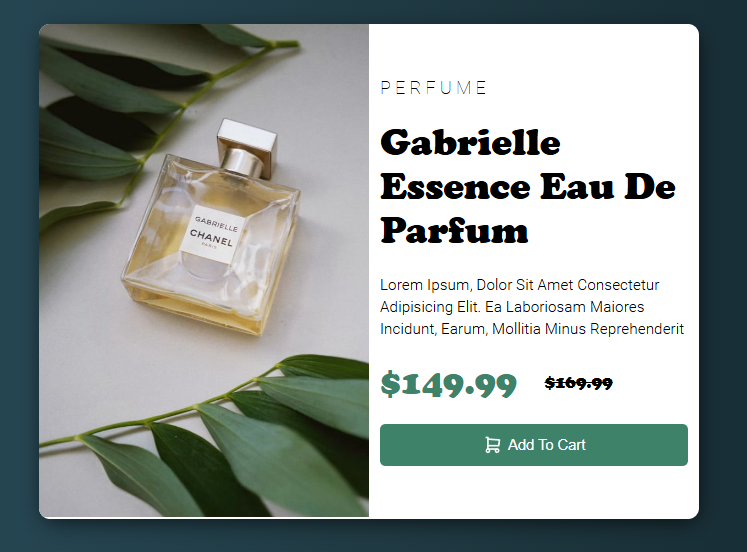 GABRIELLE
CHANEL
PARIS
PERFUME
Gabrielle
Essence Eau De
Parfum
Lorem Ipsum, Dolor Sit Amet Consectetur
Adipisicing Elit. Ea Laboriosam Maiores
Incidunt, Earum, Mollitia Minus Reprehenderit
$149.99 $169.99
Add To Cart